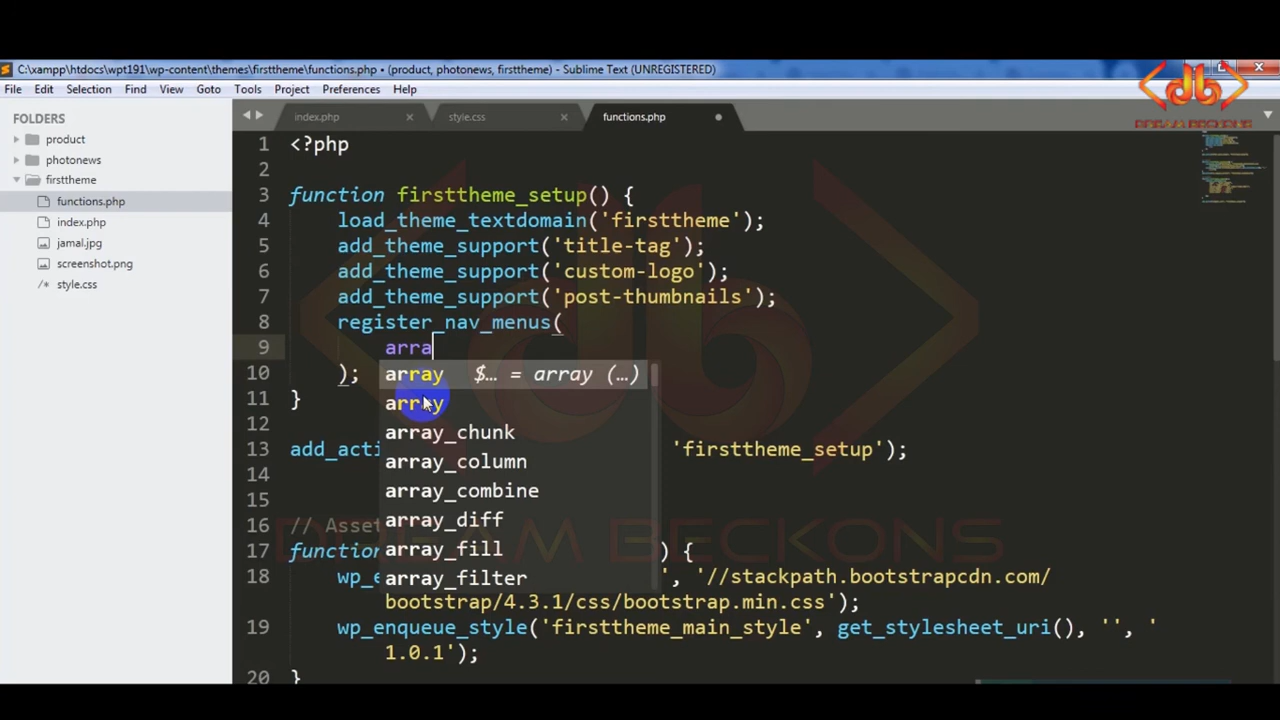 C:\xampp\htdocs\wpt191\wp-content\themes\firsttheme\functions.php • (product, photonews, firsttheme) - Sublime Text (UNREGISTERED)
File Edit Selection Find View Goto Tools Project Preferences Help
DREAM BECKONS
FOLDERS
product
photonews
firsttheme
functions.php
index.php
jamal.jpg
screenshot.png
/* style.css
index.php × style.css × functions.php •
1 <?php
2
3 function firsttheme_setup() {
4 load_theme_textdomain('firsttheme');
5 add_theme_support('title-tag');
6 add_theme_support('custom-logo');
7 add_theme_support('post-thumbnails');
8 register_nav_menus(
9 arra
10 );
11 }
12
13 add_acti 'firsttheme_setup');
14
15
16 // Asset
17 function ) {
18 wp_e ', '//stackpath.bootstrapcdn.com/
bootstrap/4.3.1/css/bootstrap.min.css');
19 wp_enqueue_style('firsttheme_main_style', get_stylesheet_uri(), '', '
1.0.1');
20 }
array $… = array (…)
array
array_chunk
array_column
array_combine
array_diff
array_fill
array_filter
DREAM BECKONS